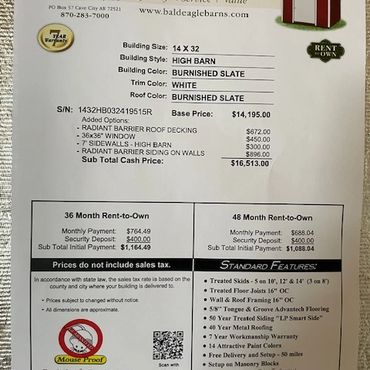 PO Box 57 Cave City AR 72521
870-283-7000
Value
www.baldeaglebarns.com
7 YEAR
Warranty
RENT
to
OWN
Building Size: 14 X 32
Building Style: HIGH BARN
Building Color: BURNISHED SLATE
Trim Color: WHITE
Roof Color: BURNISHED SLATE
S/N: 1432HB032419515R Base Price: $14,195.00
Added Options:
- RADIANT BARRIER ROOF DECKING $672.00
- 36x36" WINDOW $450.00
- 7' SIDEWALLS - HIGH BARN $300.00
- RADIANT BARRIER SIDING ON WALLS $896.00
Sub Total Cash Price: $16,513.00
36 Month Rent-to-Own
Monthly Payment: $764.49
Security Deposit: $400.00
Sub Total Initial Payment: $1,164.49
48 Month Rent-to-Own
Monthly Payment: $688.04
Security Deposit: $400.00
Sub Total Initial Payment: $1,088.04
Prices do not include sales tax.
In accordance with state law, the sales tax rate is based on the
county and city where your building is delivered to.
- Prices subject to changed without notice.
- All dimensions are approximate.
Mouse Proof
Scan with
STANDARD FEATURES:
Treated Skids - 5 on 10', 12' & 14' (3 on 8')
Treated Floor Joists 16" OC
Wall & Roof Framing 16" OC
5/8" Tongue & Groove Advantech Flooring
50 Year Treated Siding "LP Smart Side"
40 Year Metal Roofing
7 Year Workmanship Warranty
14 Attractive Paint Colors
Free Delivery and Setup - 50 miles
Setup on Masonry Blocks